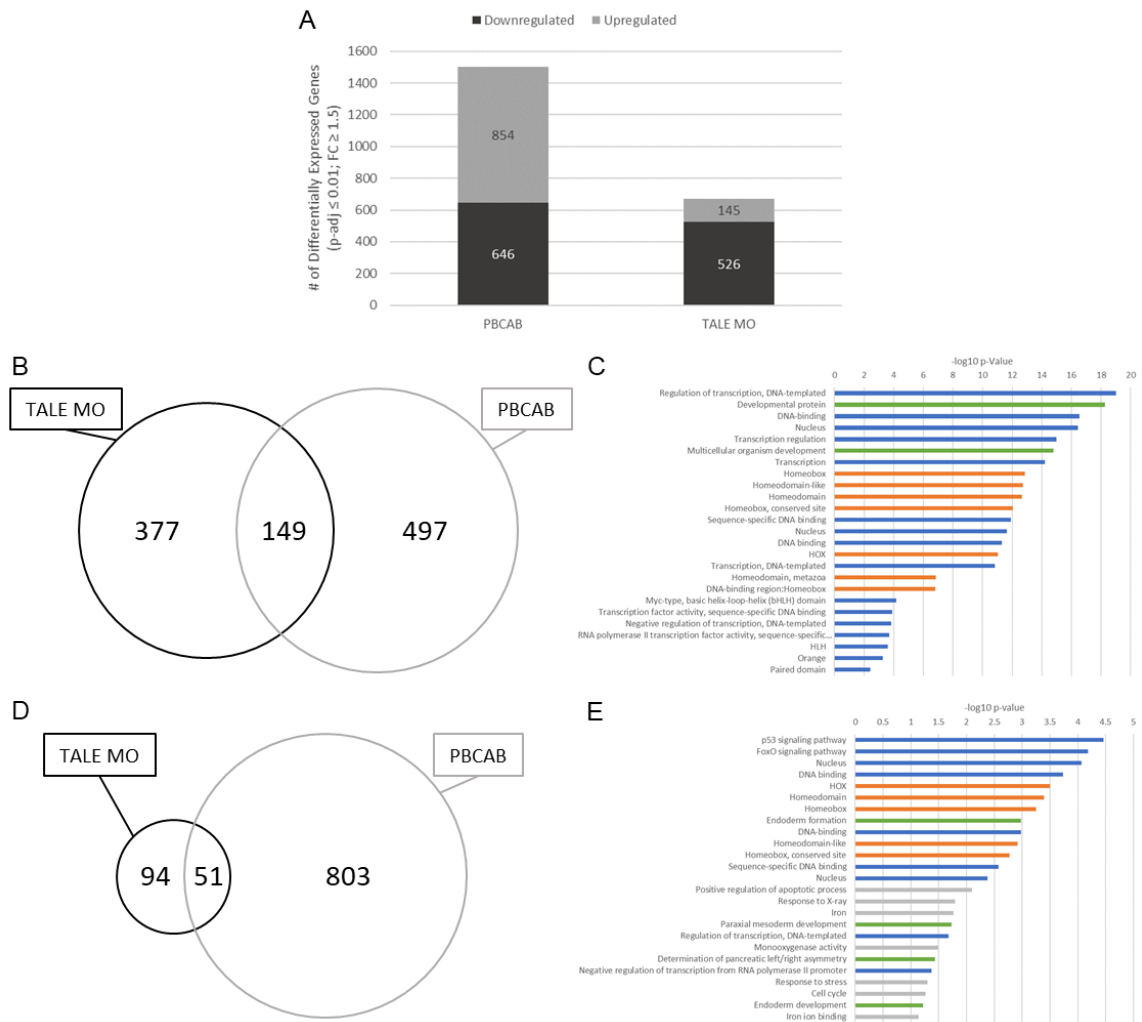 A
Downregulated Upregulated
# of Differentially Expressed Genes
(p-adj ≤ 0.01; FC ≥ 1.5)
1600
1400
1200
1000
800
600
400
200
0
854
646
145
526
PBCAB
TALE MO
B
TALE MO
PBCAB
377
149
497
C
-log10 p-Value
0 2 4 6 8 10 12 14 16 18 20
Regulation of transcription, DNA-templated
Developmental protein
DNA-binding
Nucleus
Transcription regulation
Multicellular organism development
Transcription
Homeobox
Homeodomain-like
Homeodomain
Homeobox, conserved site
Sequence-specific DNA binding
Nucleus
DNA binding
HOX
Transcription, DNA-templated
Homeodomain, metazoa
DNA-binding region:Homeobox
Myc-type, basic helix-loop-helix (bHLH) domain
Transcription factor activity, sequence-specific DNA binding
Negative regulation of transcription, DNA-templated
RNA polymerase II transcription factor activity, sequence-specific...
HLH
Orange
Paired domain
D
TALE MO
PBCAB
94
51
803
E
-log10 p-value
0 0.5 1 1.5 2 2.5 3 3.5 4 4.5 5
p53 signaling pathway
FoxO signaling pathway
Nucleus
DNA binding
HOX
Homeodomain
Homeobox
Endoderm formation
DNA-binding
Homeodomain-like
Homeobox, conserved site
Sequence-specific DNA binding
Nucleus
Positive regulation of apoptotic process
Response to X-ray
Iron
Paraxial mesoderm development
Regulation of transcription, DNA-templated
Monooxygenase activity
Determination of pancreatic left/right asymmetry
Negative regulation of transcription from RNA polymerase II promoter
Response to stress
Cell cycle
Endoderm development
Iron ion binding